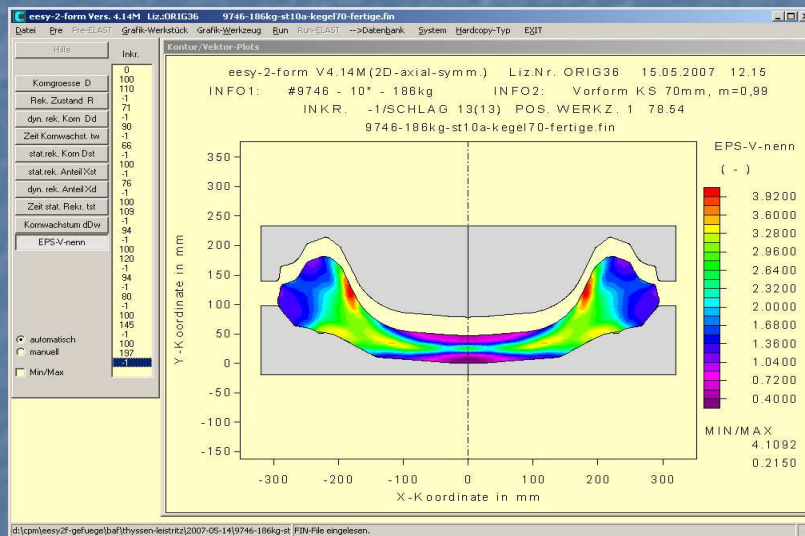 eesy-2-form Vers. 4.14M Liz.:ORIG36 9746-186kg-st10a-kegel70-fertige.fin
Datei Pre Pre-ELAST Grafik-Werkstück Grafik-Werkzeug Run Run-ELAST -->Datenbank System Hardcopy-Typ EXIT
Hilfe
Korngroesse D
Rek. Zustand R
dyn. rek. Korn Dd
Zeit Kornwachst. tw
stat.rek. Korn Dst
stat.rek. Anteil Xst
dyn. rek. Anteil Xd
Zeit stat. Rekr. tst
Kornwachstum dDw
EPS-V-nenn
automatisch
manuell
Min/Max
Inkr.
0
100
110
-1
71
-1
90
-1
66
-1
100
-1
76
-1
100
109
-1
94
-1
100
120
-1
94
-1
80
-1
100
145
-1
100
197
-1
Kontur/Vektor-Plots
eesy-2-form V4.14M(2D-axial-symm.) Liz.Nr. ORIG36 15.05.2007 12.15
INFO1: #9746 - 10" - 186kg INFO2: Vorform KS 70mm, m=0,99
INKR. -1/SCHLAG 13(13) POS. WERKZ. 1 78.54
9746-186kg-st10a-kegel70-fertige.fin
Y-Koordinate in mm
350
300
250
200
150
100
50
0
-50
-100
-150
-300 -200 -100 0 100 200 300
X-Koordinate in mm
EPS-V-nenn
( - )
3.9200
3.6000
3.2800
2.9600
2.6400
2.3200
2.0000
1.6800
1.3600
1.0400
0.7200
0.4000
MIN/MAX
4.1092
0.2150
d:\cpm\eesy2f-gefuege\baf\thyssen-leistritz\2007-05-14\9746-186kg-st FIN-File eingelesen.